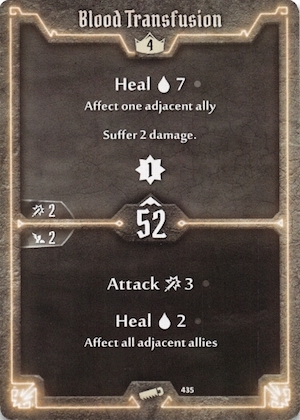 Blood Transfusion
4
Heal 7
Affect one adjacent ally
Suffer 2 damage.
1
2
52
2
Attack 3
Heal 2
Affect all adjacent allies
435